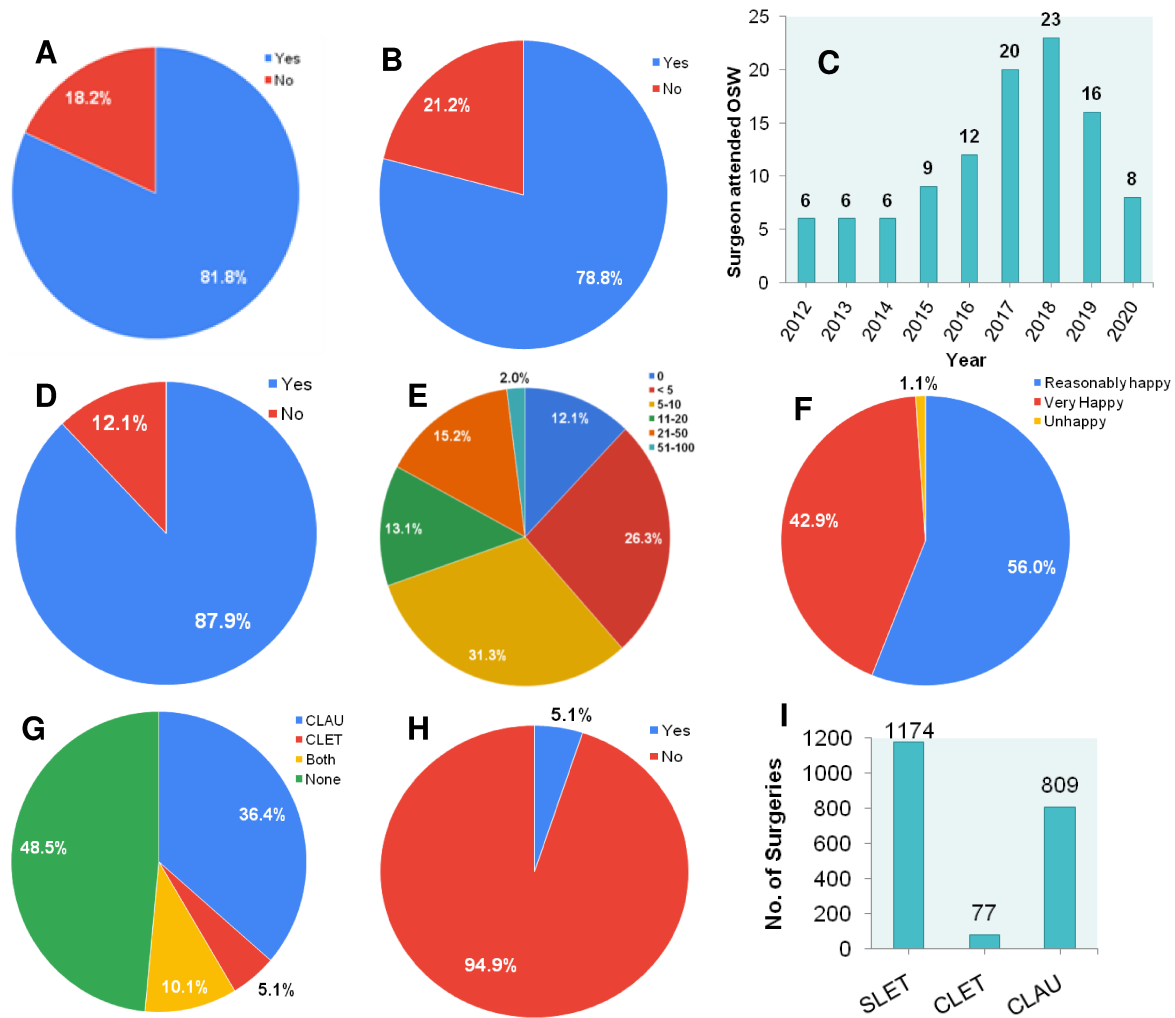 A
Yes
No
18.2%
81.8%
B
Yes
No
21.2%
78.8%
C
Surgeon attended OSW
25
20
15
10
5
0
6
6
6
9
12
20
23
16
8
2012
2013
2014
2015
2016
2017
2018
2019
2020
Year
D
Yes
No
12.1%
87.9%
E
2.0%
0
< 5
5-10
11-20
21-50
51-100
12.1%
15.2%
13.1%
26.3%
31.3%
F
1.1%
Reasonably happy
Very Happy
Unhappy
42.9%
56.0%
G
CLAU
CLET
Both
None
36.4%
48.5%
10.1%
5.1%
H
5.1%
Yes
No
94.9%
I
No. of Surgeries
1200
1000
800
600
400
200
0
1174
77
809
SLET
CLET
CLAU